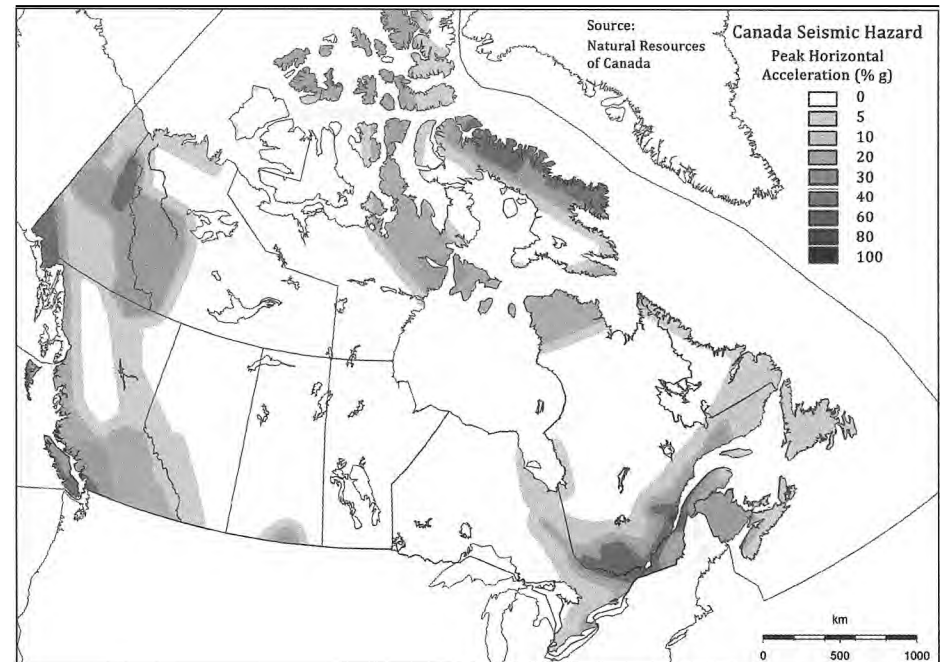 Source:
Natural Resources
of Canada
Canada Seismic Hazard
Peak Horizontal
Acceleration (% g)
0
5
10
20
30
40
60
80
100
km
0 500 1000